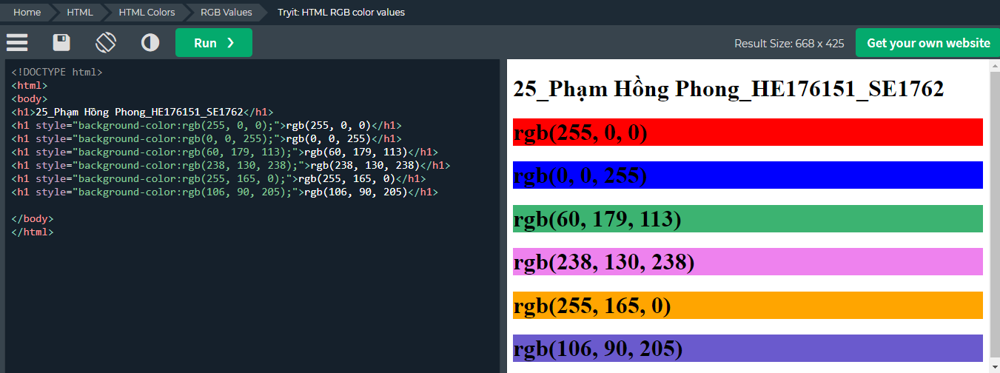 Home HTML HTML Colors RGB Values Tryit: HTML RGB color values
Run ❯ Result Size: 668 x 425 Get your own website
<!DOCTYPE html>
<html>
<body>
<h1>25_Phạm Hồng Phong_HE176151_SE1762</h1>
<h1 style="background-color:rgb(255, 0, 0);">rgb(255, 0, 0)</h1>
<h1 style="background-color:rgb(0, 0, 255);">rgb(0, 0, 255)</h1>
<h1 style="background-color:rgb(60, 179, 113);">rgb(60, 179, 113)</h1>
<h1 style="background-color:rgb(238, 130, 238);">rgb(238, 130, 238)</h1>
<h1 style="background-color:rgb(255, 165, 0);">rgb(255, 165, 0)</h1>
<h1 style="background-color:rgb(106, 90, 205);">rgb(106, 90, 205)</h1>
</body>
</html>
25_Phạm Hồng Phong_HE176151_SE1762
rgb(255, 0, 0)
rgb(0, 0, 255)
rgb(60, 179, 113)
rgb(238, 130, 238)
rgb(255, 165, 0)
rgb(106, 90, 205)